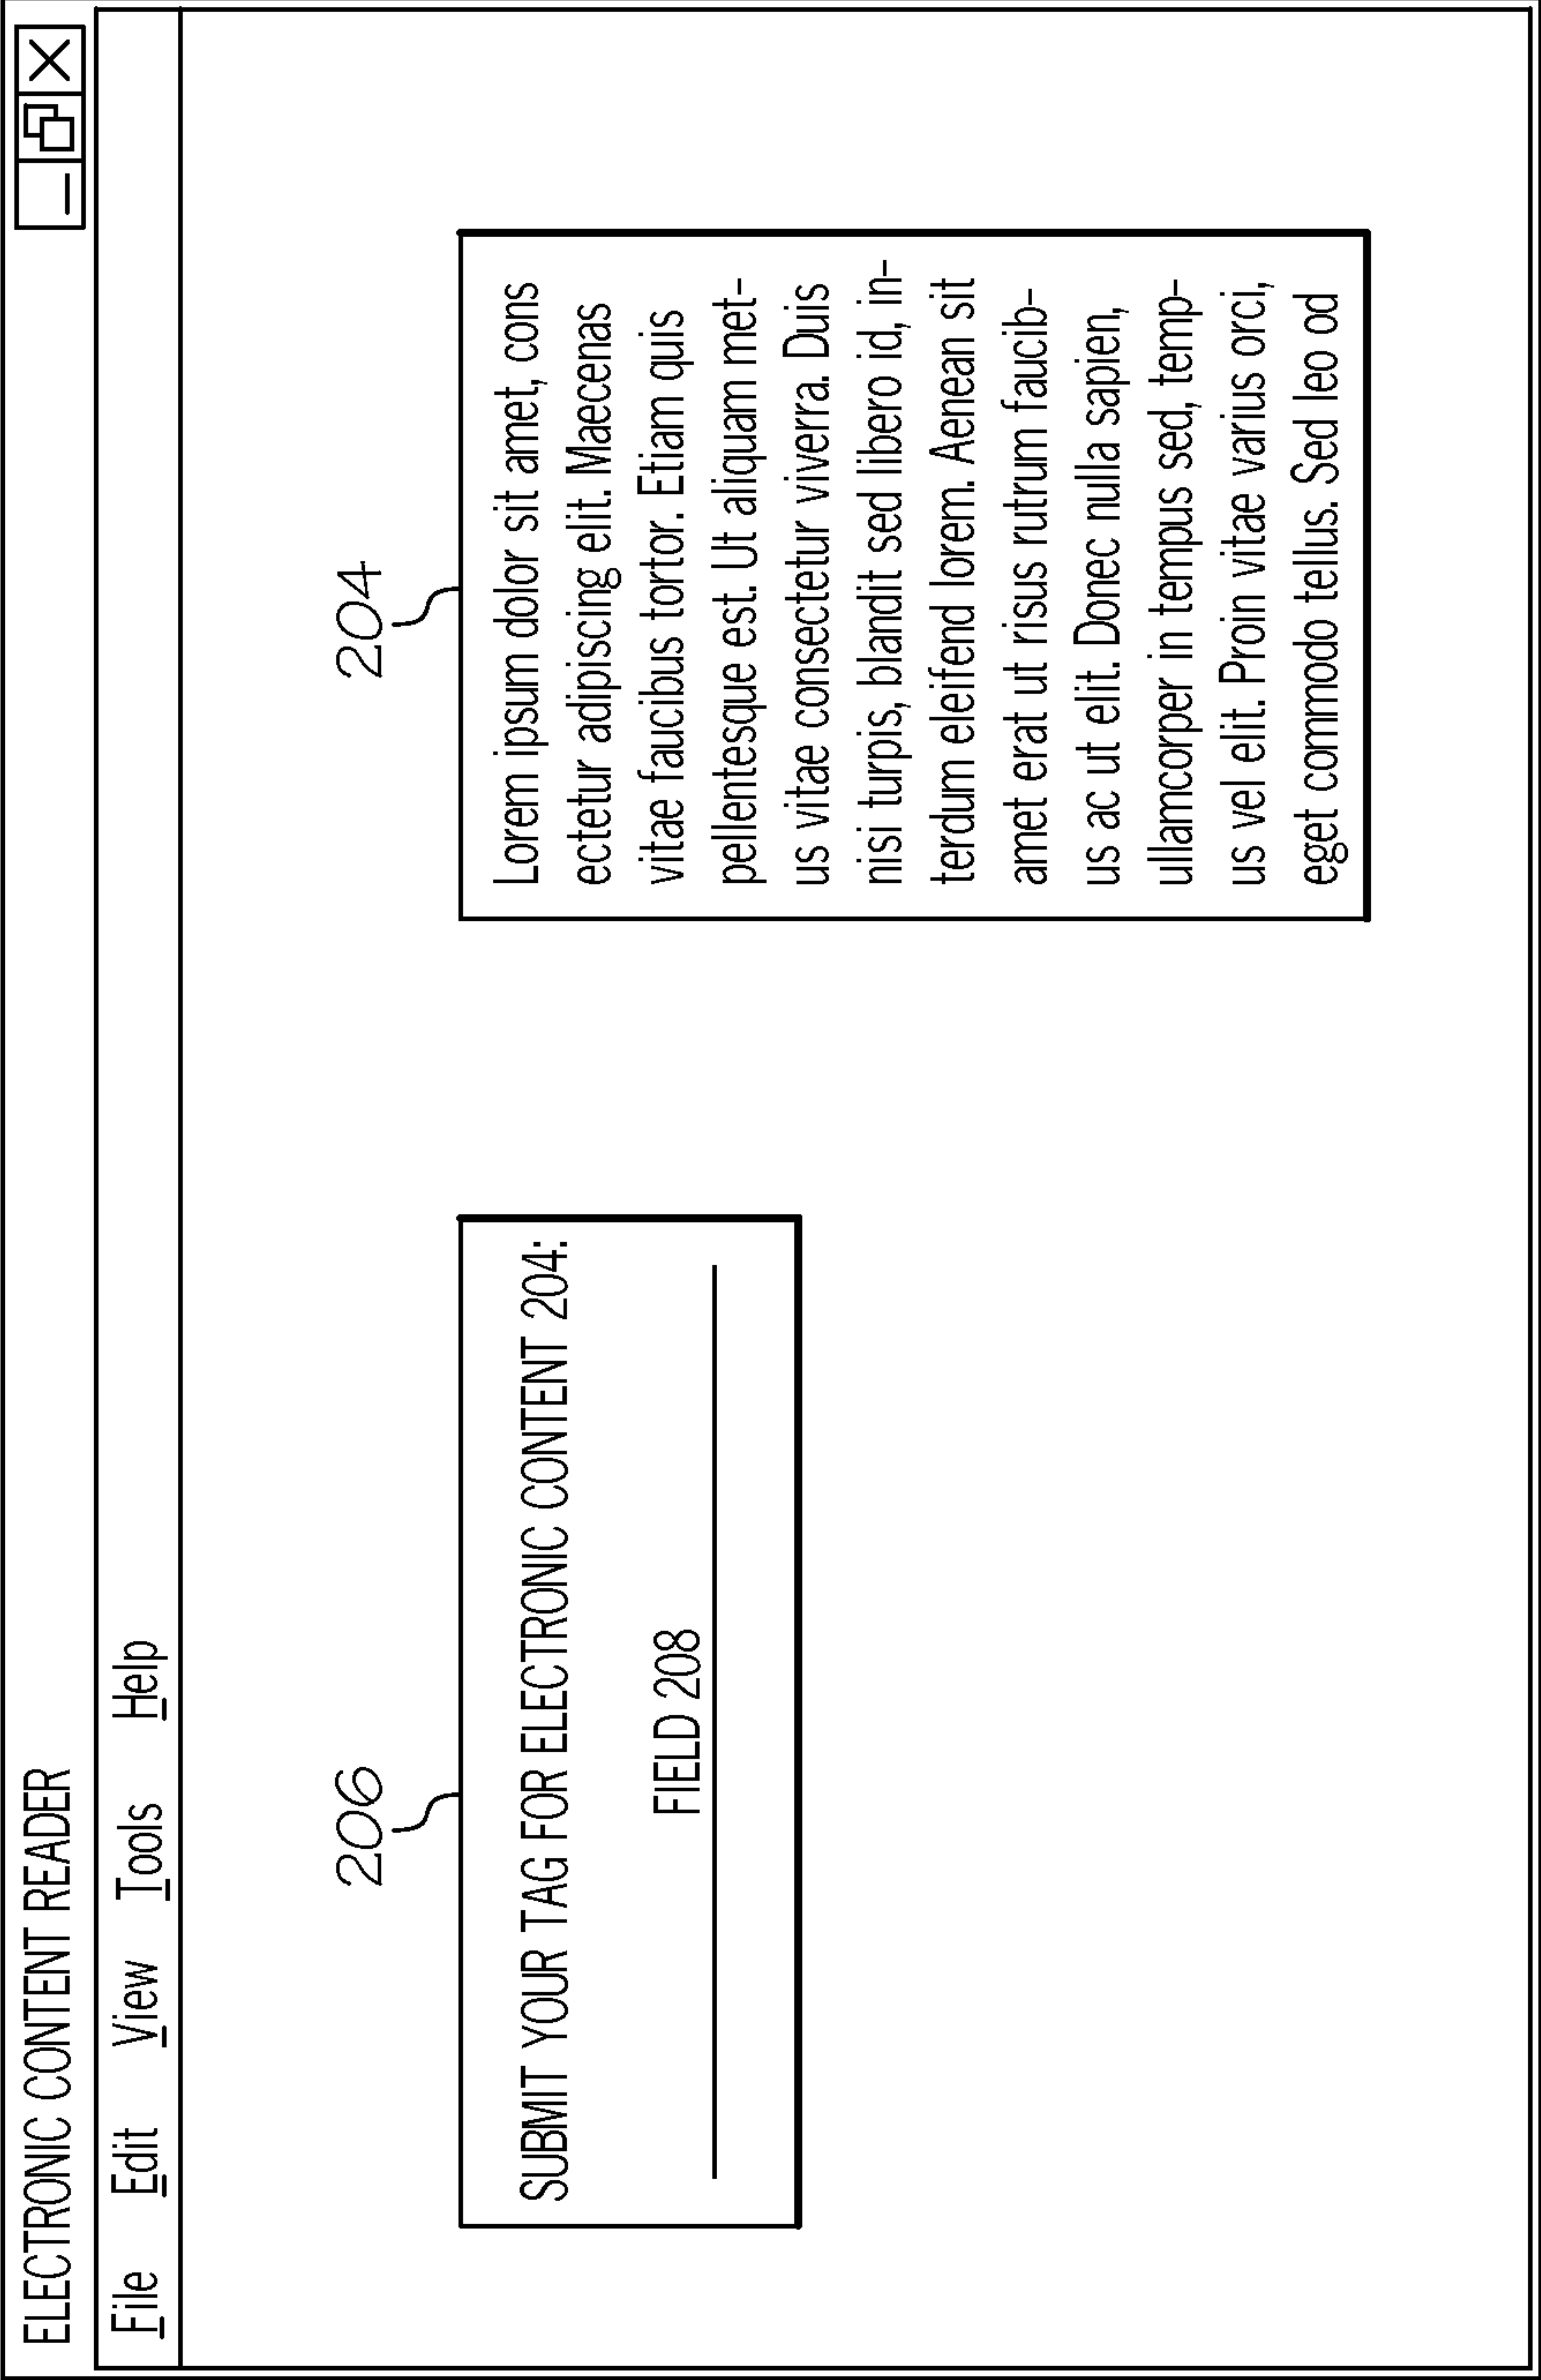 ELECTRONIC CONTENT READER
File Edit View Tools Help
206
SUBMIT YOUR TAG FOR ELECTRONIC CONTENT 204:
FIELD 208
204
Lorem ipsum dolor sit amet, cons
ectetur adipiscing elit. Maecenas
vitae faucibus tortor. Etiam quis
pellentesque est. Ut aliquam met-
us vitae consectetur viverra. Duis
nisi turpis, blandit sed libero id, in-
terdum eleifend lorem. Aenean sit
amet erat ut risus rutrum faucib-
us ac ut elit. Donec nulla sapien,
ullamcorper in tempus sed, temp-
us vel elit. Proin vitae varius orci,
eget commodo tellus. Sed leo od